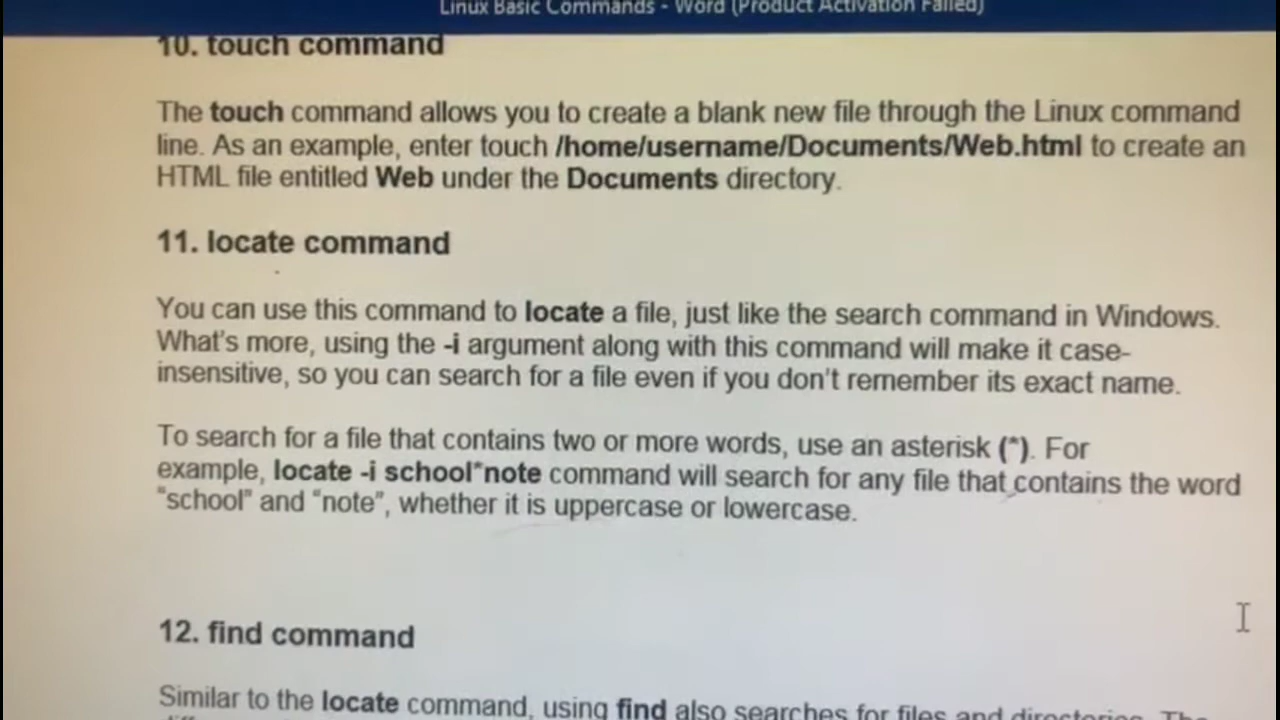 Linux Basic Commands - Word (Product Activation Failed)
10. touch command
The touch command allows you to create a blank new file through the Linux command
line. As an example, enter touch /home/username/Documents/Web.html to create an
HTML file entitled Web under the Documents directory.
11. locate command
You can use this command to locate a file, just like the search command in Windows.
What's more, using the -i argument along with this command will make it case-
insensitive, so you can search for a file even if you don't remember its exact name.
To search for a file that contains two or more words, use an asterisk (*). For
example, locate -i school*note command will search for any file that contains the word
“school” and “note”, whether it is uppercase or lowercase.
12. find command
Similar to the locate command, using find also searches for files and directories. The